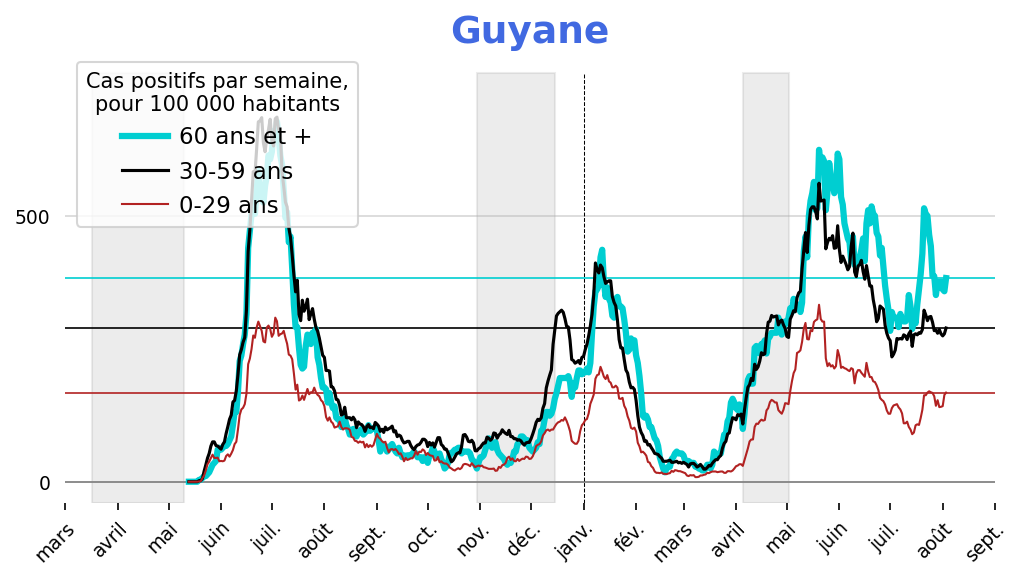 Guyane
Cas positifs par semaine,
pour 100 000 habitants
60 ans et +
30-59 ans
0-29 ans
500
0
mars avril mai juin juil. août sept. oct. nov. déc. janv. fév. mars avril mai juin juil. août sept.